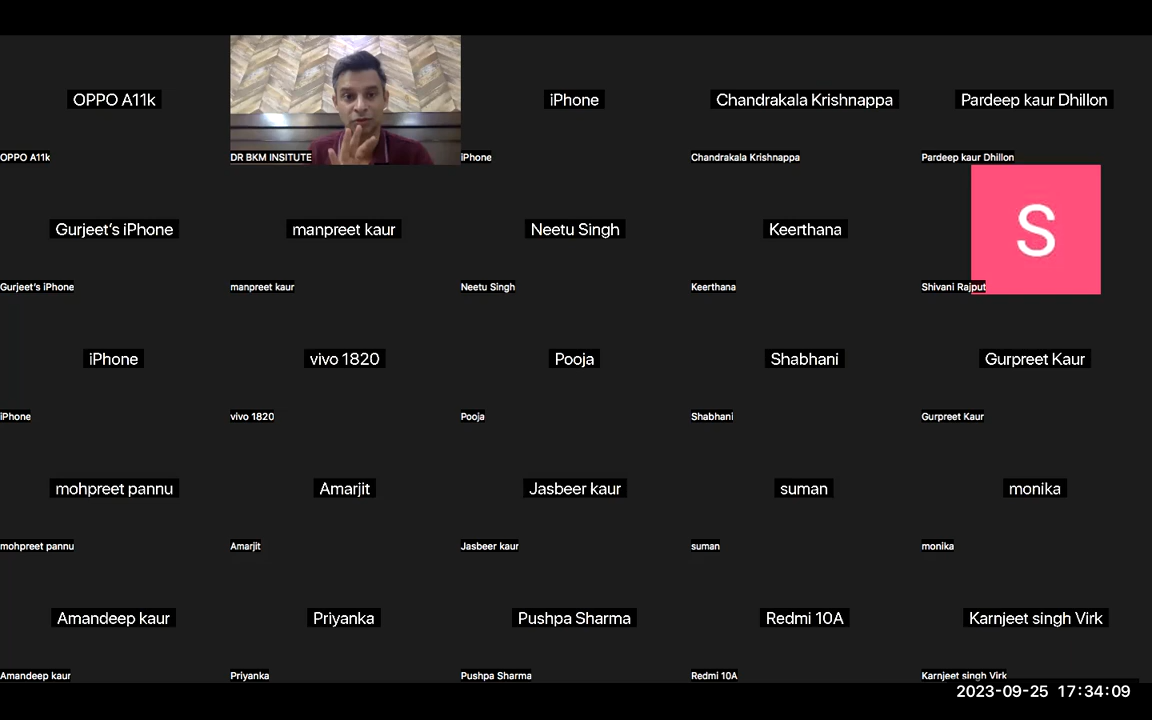 OPPO A11k
iPhone
Chandrakala Krishnappa
Pardeep kaur Dhillon
OPPO A11k
DR BKM INSITUTE
iPhone
Chandrakala Krishnappa
Pardeep kaur Dhillon
Gurjeet’s iPhone
manpreet kaur
Neetu Singh
Keerthana
S
Gurjeet’s iPhone
manpreet kaur
Neetu Singh
Keerthana
Shivani Rajput
iPhone
vivo 1820
Pooja
Shabhani
Gurpreet Kaur
iPhone
vivo 1820
Pooja
Shabhani
Gurpreet Kaur
mohpreet pannu
Amarjit
Jasbeer kaur
suman
monika
mohpreet pannu
Amarjit
Jasbeer kaur
suman
monika
Amandeep kaur
Priyanka
Pushpa Sharma
Redmi 10A
Karnjeet singh Virk
Amandeep kaur
Priyanka
Pushpa Sharma
Redmi 10A
Karnjeet singh Virk
2023-09-25 17:34:09